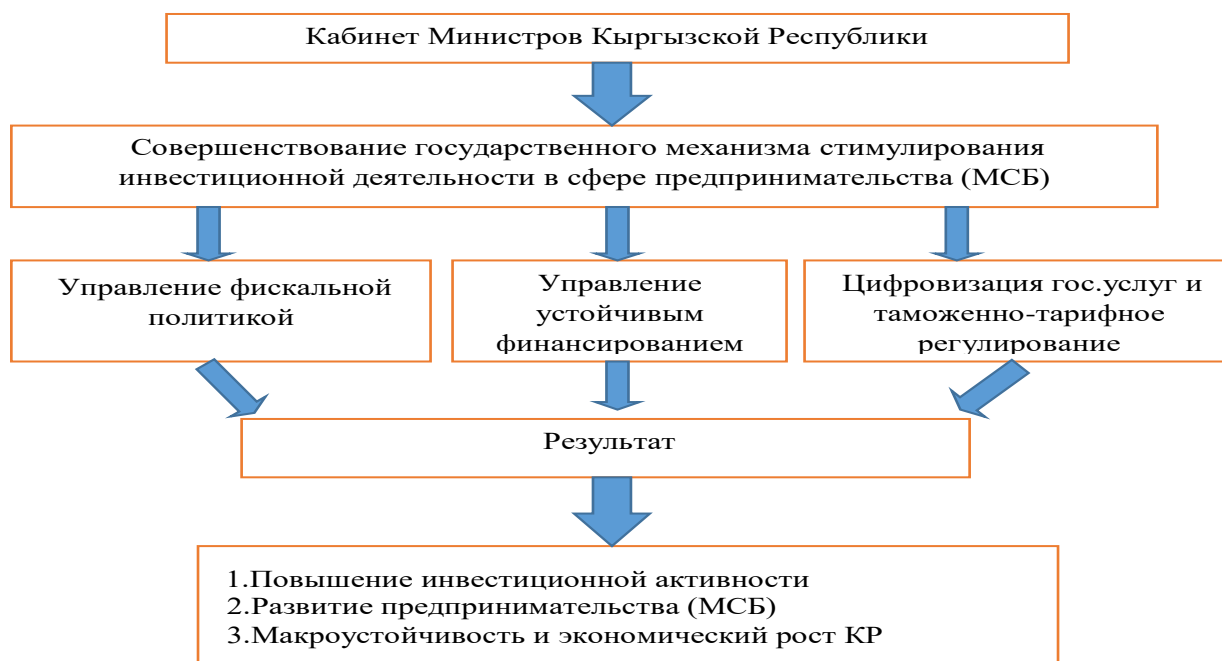 Кабинет Министров Кыргызской Республики
Совершенствование государственного механизма стимулирования
инвестиционной деятельности в сфере предпринимательства (МСБ)
Управление фискальной
политикой
Управление
устойчивым
финансированием
Цифровизация гос.услуг и
таможенно-тарифное
регулирование
Результат
1.Повышение инвестиционной активности
2.Развитие предпринимательства (МСБ)
3.Макроустойчивость и экономический рост КР